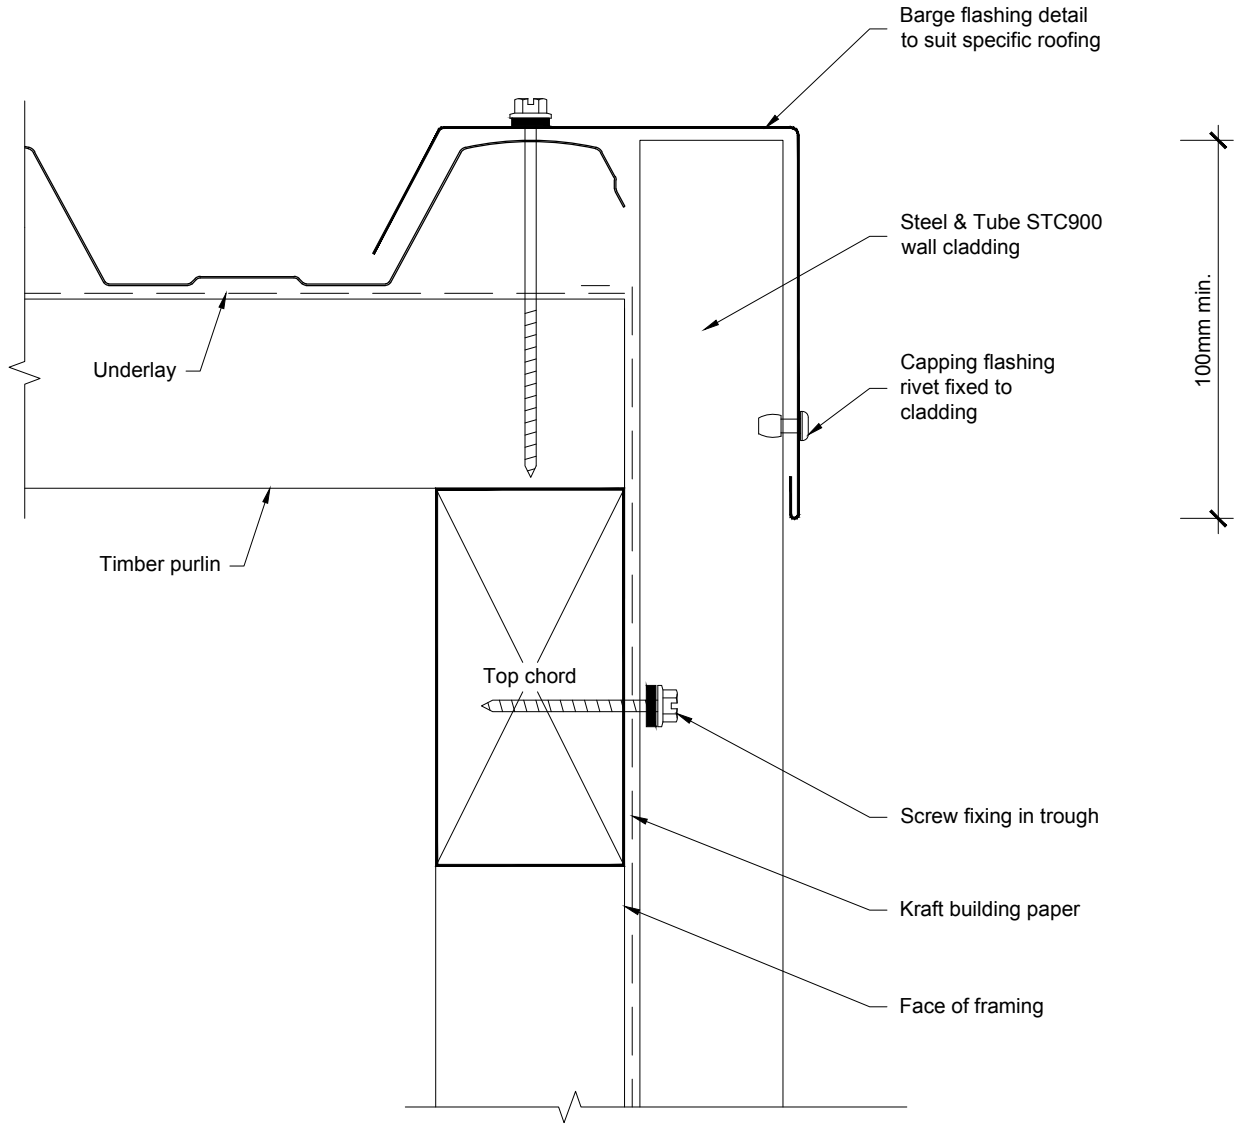 Barge flashing detail
to suit specific roofing
Steel & Tube STC900
wall cladding
100mm min.
Underlay
Capping flashing
rivet fixed to
cladding
Timber purlin
Top chord
Screw fixing in trough
Kraft building paper
Face of framing